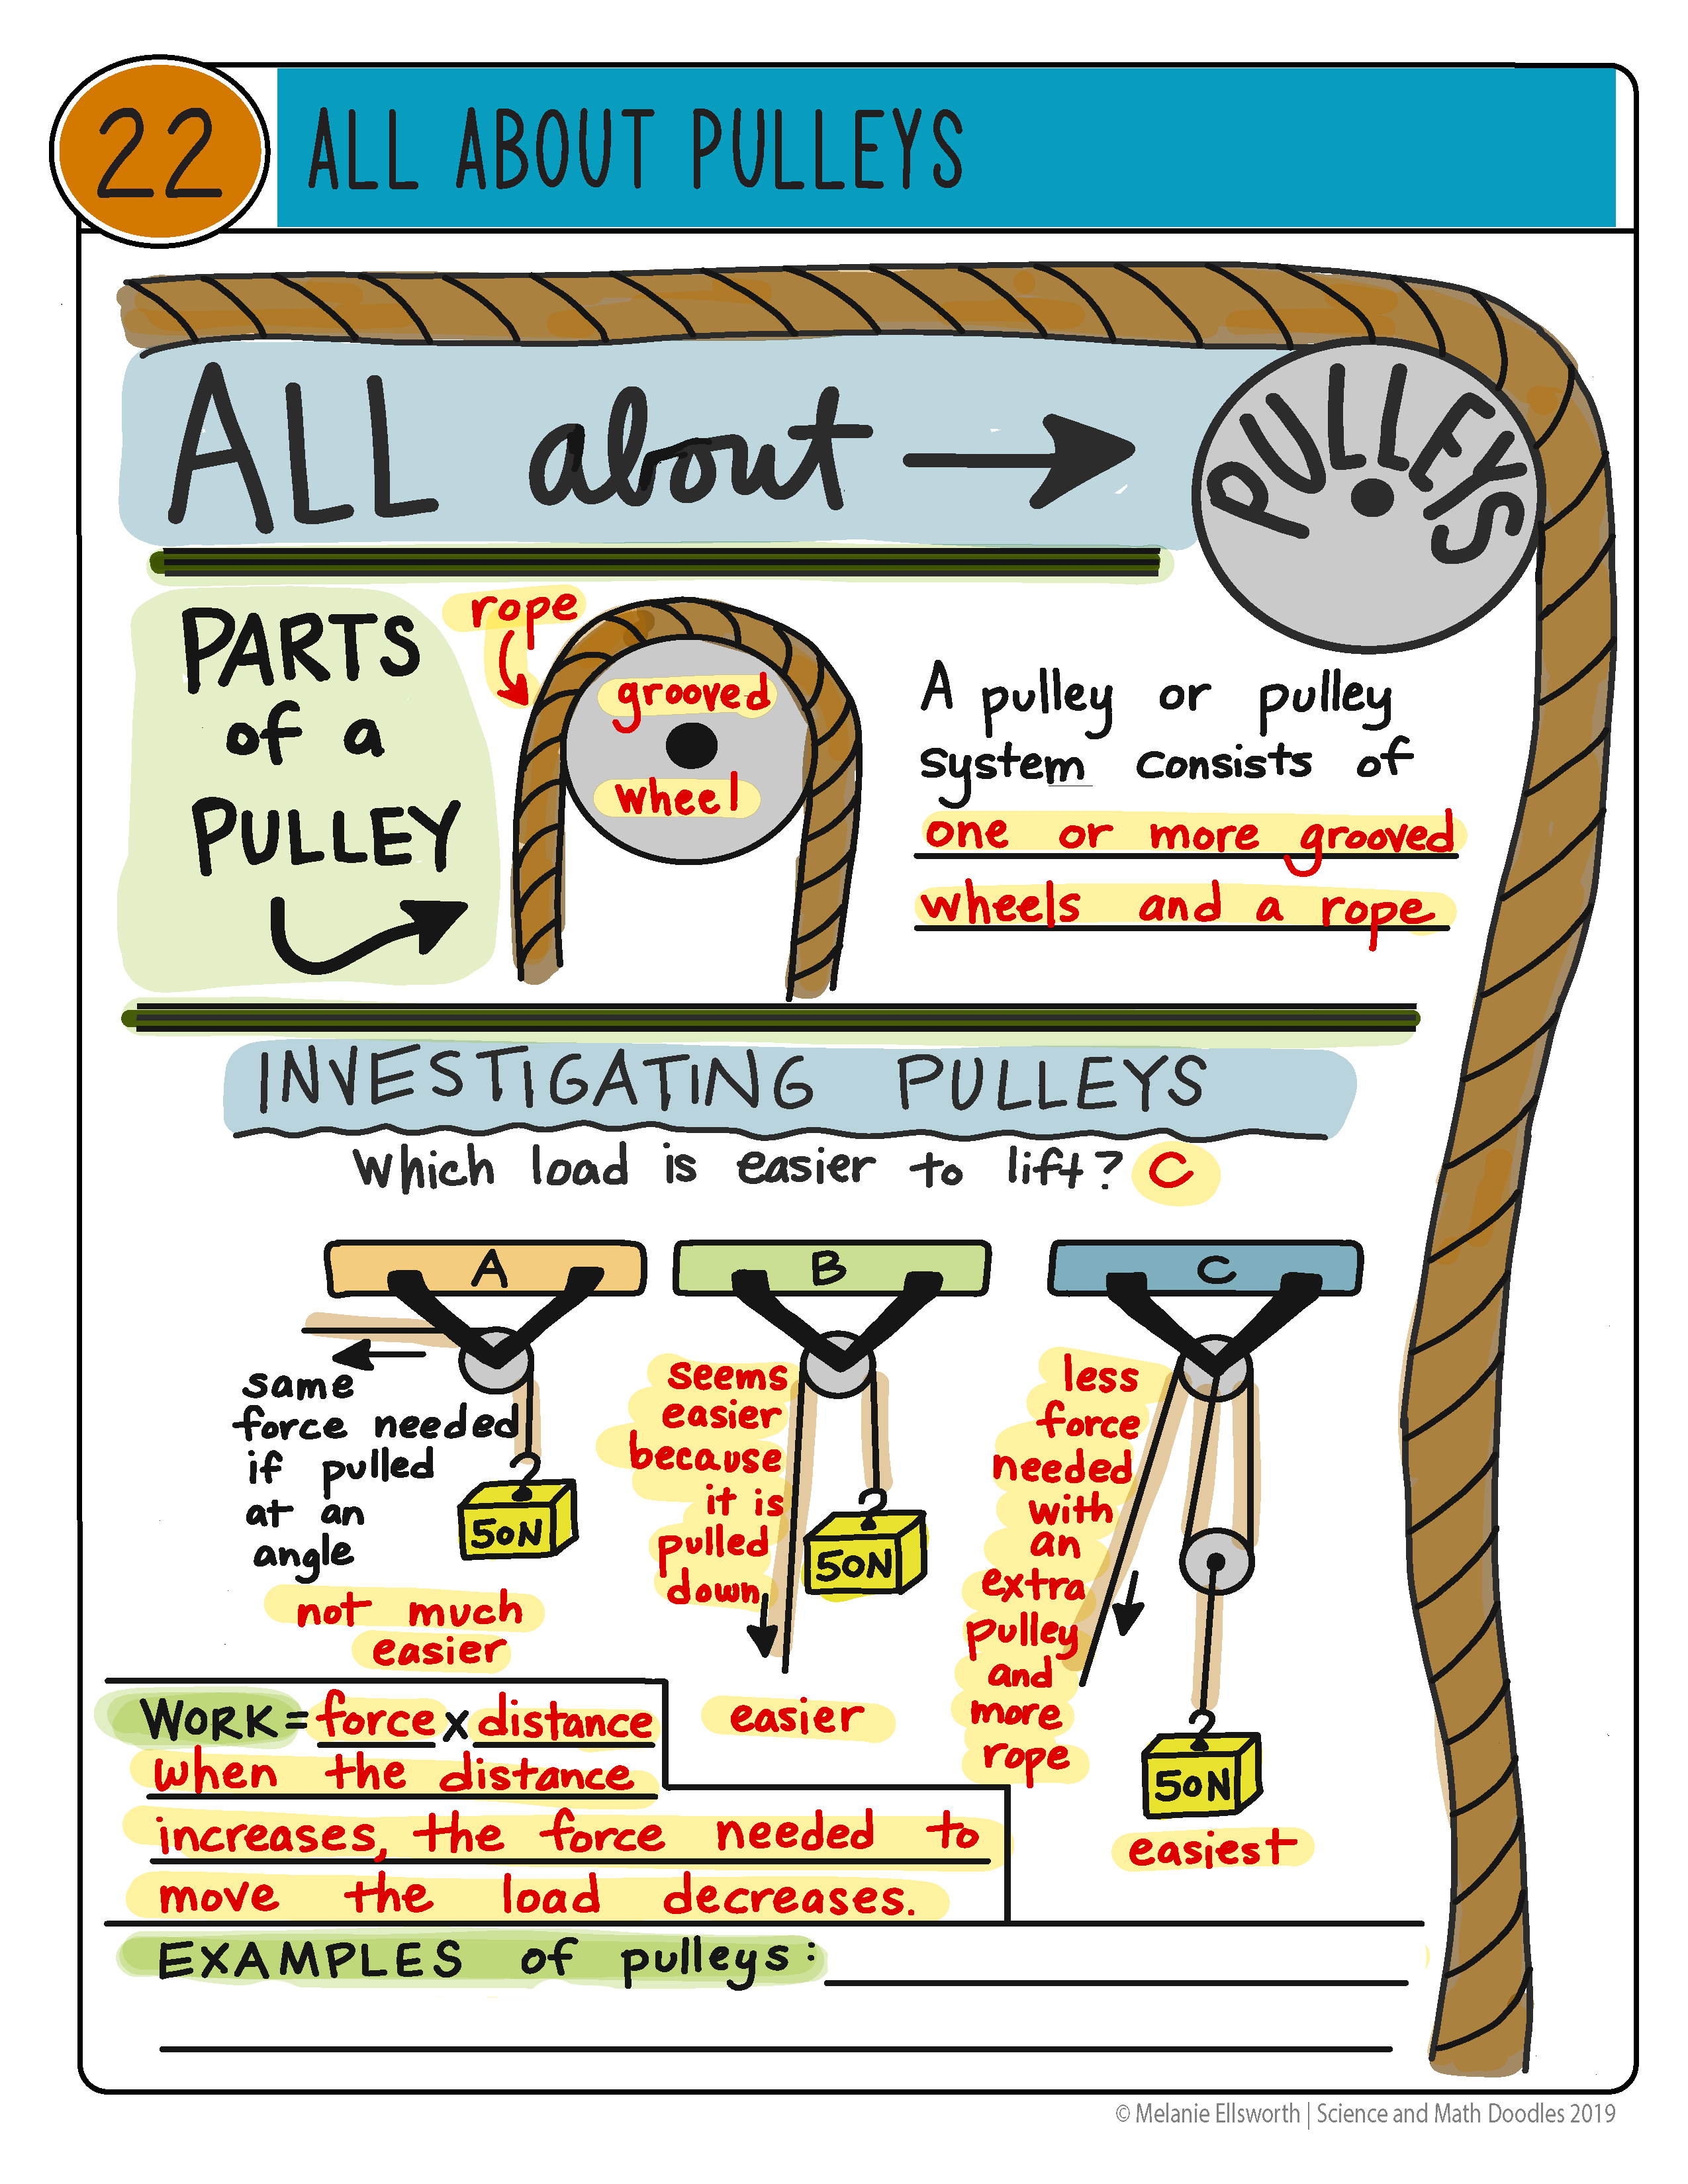 22
ALL ABOUT PULLEYS
ALL about
PULLEYS
PARTS
of a
PULLEY
rope
grooved
wheel
A pulley or pulley
system consists of
one or more grooved
wheels and a rope
INVESTIGATING PULLEYS
Which load is easier to lift? C
A
same
force needed
if pulled
at an
angle
50N
not much
easier
B
seems
easier
because
it is
pulled
down
50N
easier
C
less
force
needed
with
an
extra
pulley
and
more
rope
50N
easiest
WORK = force x distance
when the distance
increases, the force needed to
move the load decreases.
EXAMPLES of pulleys:
© Melanie Ellsworth | Science and Math Doodles 2019